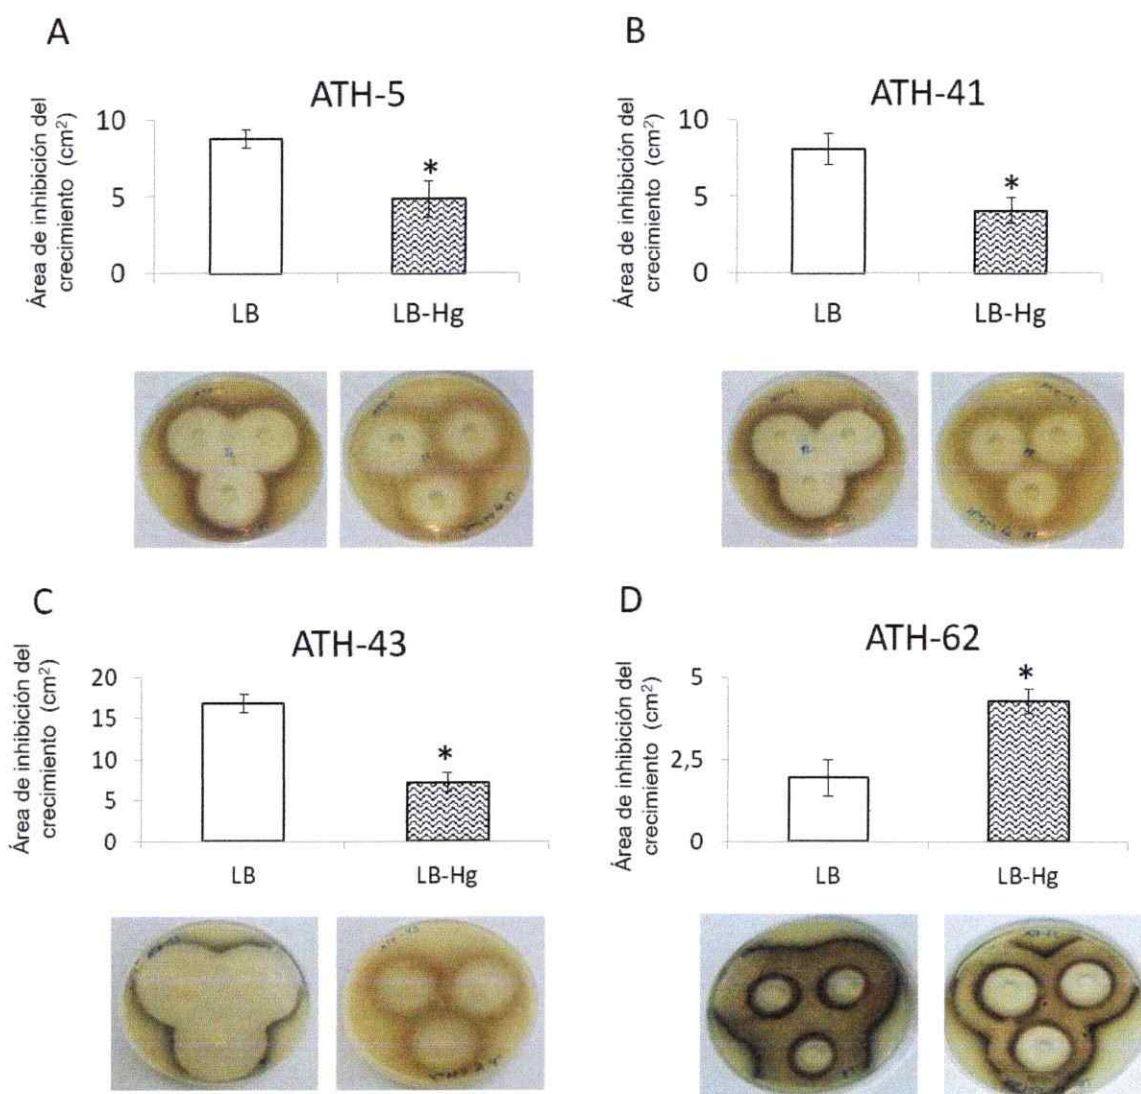 A
ATH-5
Área de inhibición del
crecimiento (cm²)
10
5
0
LB
LB-Hg
*
B
ATH-41
Área de inhibición del
crecimiento (cm²)
10
5
0
LB
LB-Hg
*
C
ATH-43
Área de inhibición del
crecimiento (cm²)
20
15
10
5
0
LB
LB-Hg
*
D
ATH-62
Área de inhibición del
crecimiento (cm²)
5
2,5
0
LB
LB-Hg
*